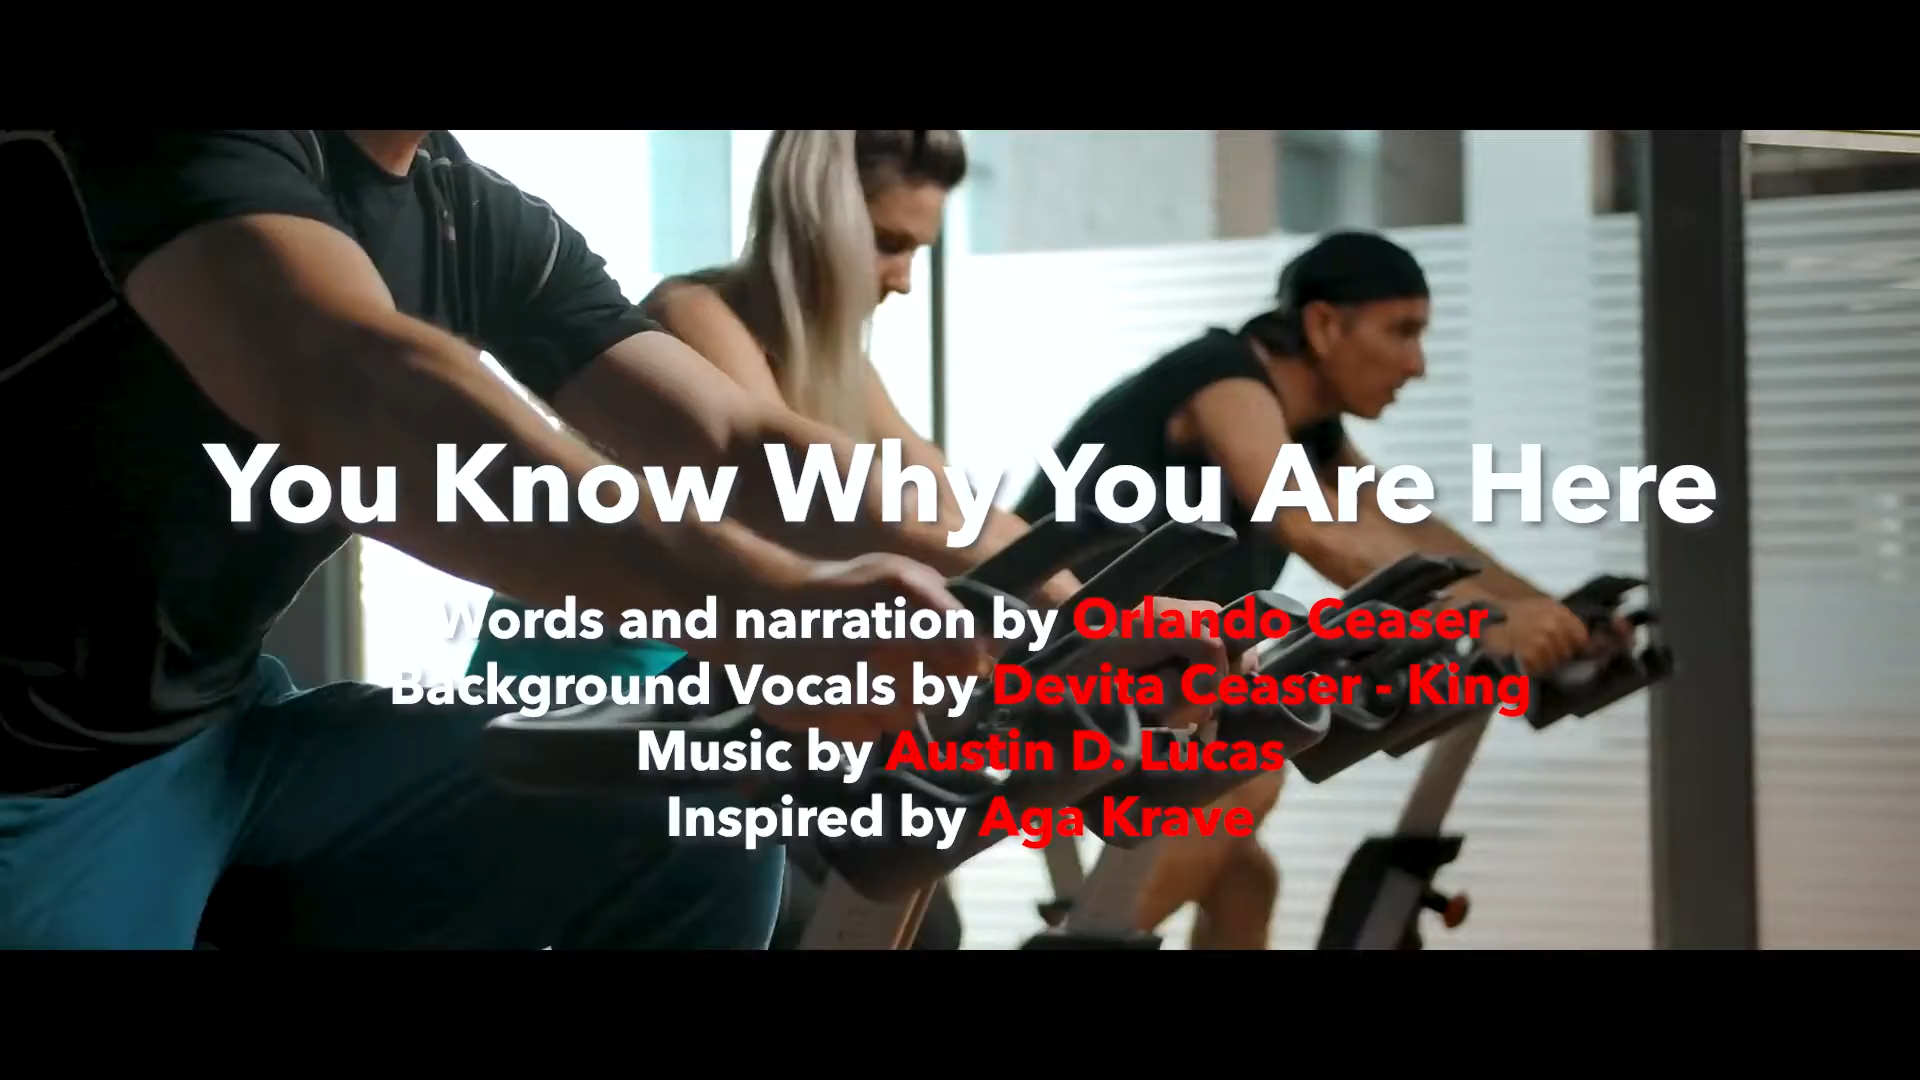 You Know Why You Are Here
Words and narration by Orlando Ceaser
Background Vocals by Devita Ceaser - King
Music by Austin D. Lucas
Inspired by Aga Krave